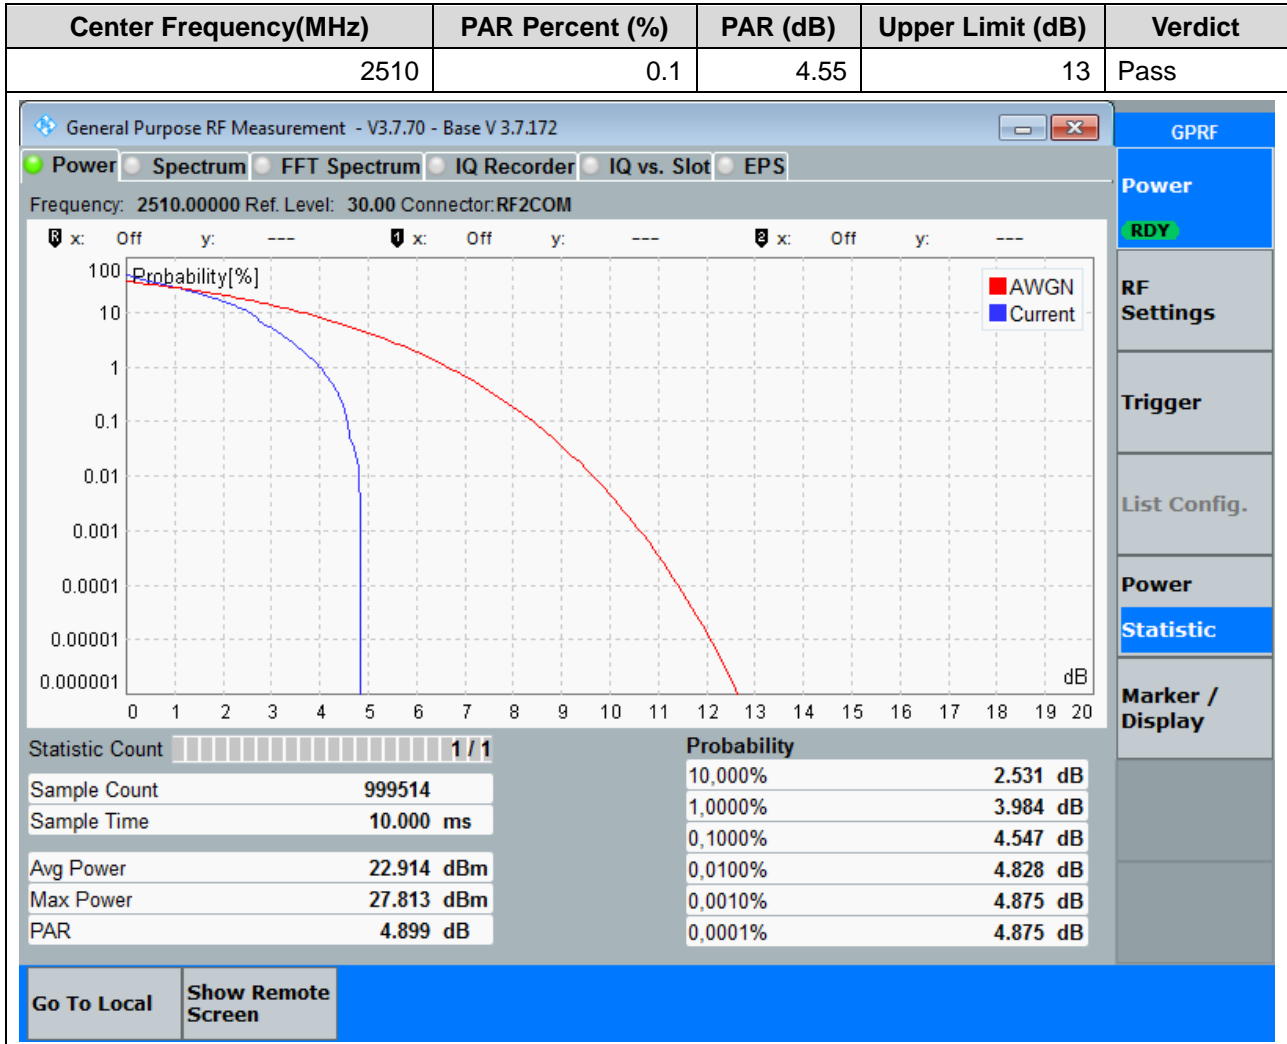 Center Frequency(MHz) PAR Percent (%) PAR (dB) Upper Limit (dB) Verdict
2510 0.1 4.55 13 Pass
General Purpose RF Measurement - V3.7.70 - Base V 3.7.172
GPRF
Power Spectrum FFT Spectrum IQ Recorder IQ vs. Slot EPS
Frequency: 2510.00000 Ref. Level: 30.00 Connector:RF2COM
R x: Off y: --- 1 x: Off y: --- 2 x: Off y: ---
Probability[%]
AWGN
Current
100
10
1
0.1
0.01
0.001
0.0001
0.00001
0.000001
dB
0 1 2 3 4 5 6 7 8 9 10 11 12 13 14 15 16 17 18 19 20
Statistic Count 1 / 1
Sample Count 999514
Sample Time 10.000 ms
Avg Power 22.914 dBm
Max Power 27.813 dBm
PAR 4.899 dB
Probability
10,000% 2.531 dB
1,0000% 3.984 dB
0,1000% 4.547 dB
0,0100% 4.828 dB
0,0010% 4.875 dB
0,0001% 4.875 dB
Power
RDY
RF
Settings
Trigger
List Config.
Power
Statistic
Marker /
Display
Go To Local
Show Remote
Screen